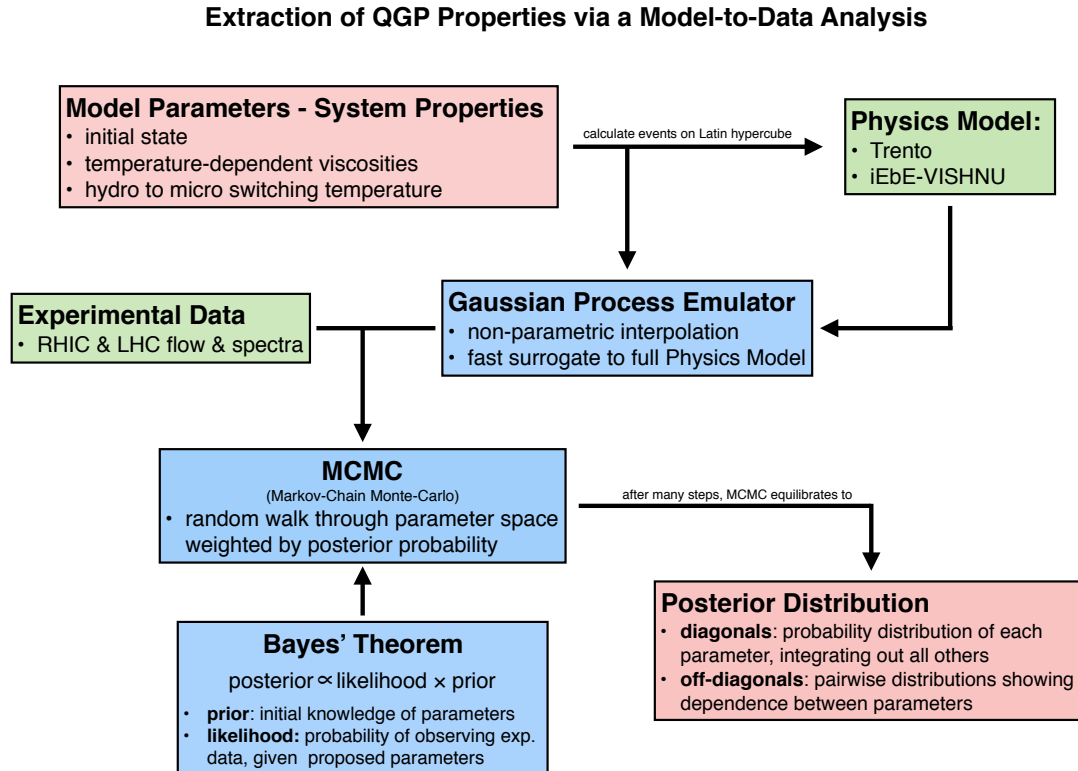 Extraction of QGP Properties via a Model-to-Data Analysis
Model Parameters - System Properties
• initial state
• temperature-dependent viscosities
• hydro to micro switching temperature
calculate events on Latin hypercube
Physics Model:
• Trento
• iEbE-VISHNU
Experimental Data
• RHIC & LHC flow & spectra
Gaussian Process Emulator
• non-parametric interpolation
• fast surrogate to full Physics Model
MCMC
(Markov-Chain Monte-Carlo)
• random walk through parameter space
weighted by posterior probability
after many steps, MCMC equilibrates to
Bayes' Theorem
posterior ∝ likelihood × prior
• prior: initial knowledge of parameters
• likelihood: probability of observing exp.
data, given proposed parameters
Posterior Distribution
• diagonals: probability distribution of each
parameter, integrating out all others
• off-diagonals: pairwise distributions showing
dependence between parameters